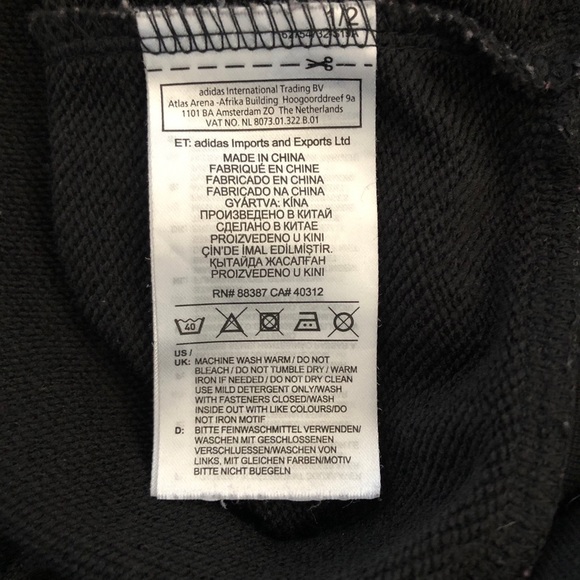 1/2
adidas International Trading BV
Atlas Arena -Afrika Building Hoogoorddreef 9a
1101 BA Amsterdam ZO The Netherlands
VAT NO. NL 8073.01.322 B.01
ET: adidas Imports and Exports Ltd
MADE IN CHINA
FABRIQUÉ EN CHINE
FABRICADO EN CHINA
FABRICADO NA CHINA
GYÁRTVA: KÍNA
ПРОИЗВЕДЕНО В КИТАЙ
СДЕЛАНО В КИТАЕ
PROIZVEDENO U KINI
ÇİN'DE İMAL EDİLMİŞTİR.
ҚЫТАЙДА ЖАСАЛҒАН
PROIZVEDENO U KINI
RN# 88387 CA# 40312
40
US /
UK: MACHINE WASH WARM / DO NOT
BLEACH / DO NOT TUMBLE DRY / WARM
IRON IF NEEDED / DO NOT DRY CLEAN
USE MILD DETERGENT ONLY/WASH
WITH FASTENERS CLOSED/WASH
INSIDE OUT WITH LIKE COLOURS/DO
NOT IRON MOTIF
D: BITTE FEINWASCHMITTEL VERWENDEN/
WASCHEN MIT GESCHLOSSENEN
VERSCHLUESSEN/WASCHEN VON
LINKS, MIT GLEICHEN FARBEN/MOTIV
BITTE NICHT BUEGELN